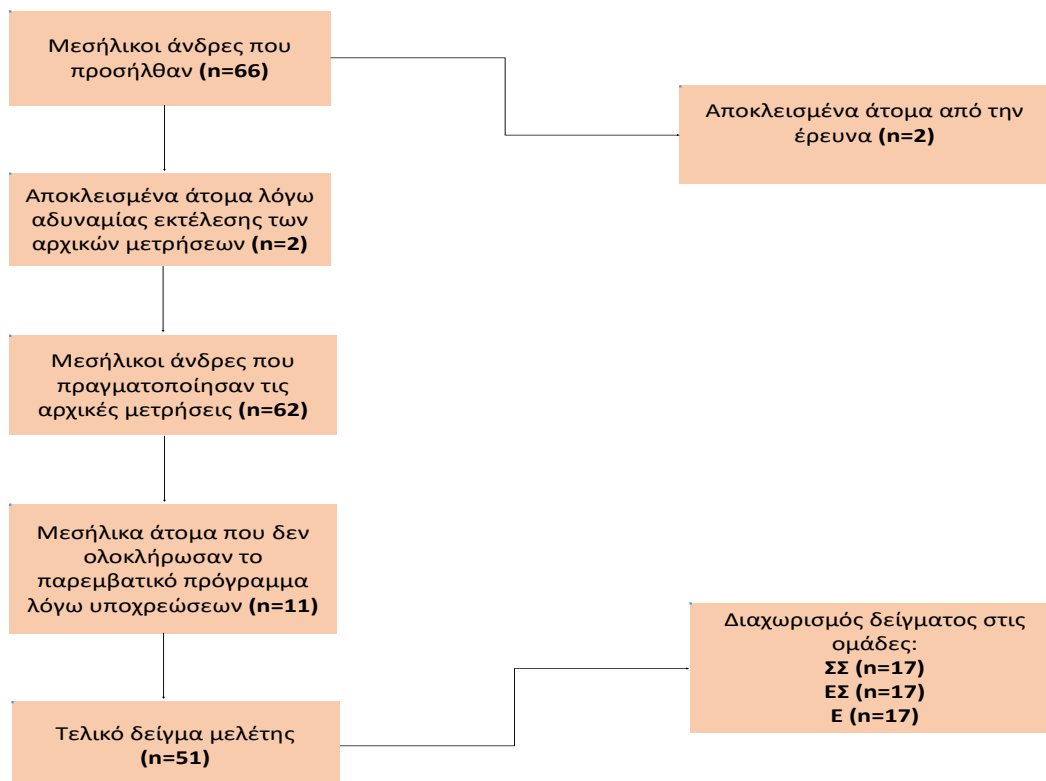 Μεσήλικοι άνδρες που
προσήλθαν (n=66)
Αποκλεισμένα άτομα από την
έρευνα (n=2)
Αποκλεισμένα άτομα λόγω
αδυναμίας εκτέλεσης των
αρχικών μετρήσεων (n=2)
Μεσήλικοι άνδρες που
πραγματοποίησαν τις
αρχικές μετρήσεις (n=62)
Μεσήλικα άτομα που δεν
ολοκλήρωσαν το
παρεμβατικό πρόγραμμα
λόγω υποχρεώσεων (n=11)
Διαχωρισμός δείγματος στις
ομάδες:
ΣΣ (n=17)
ΕΣ (n=17)
Ε (n=17)
Τελικό δείγμα μελέτης
(n=51)